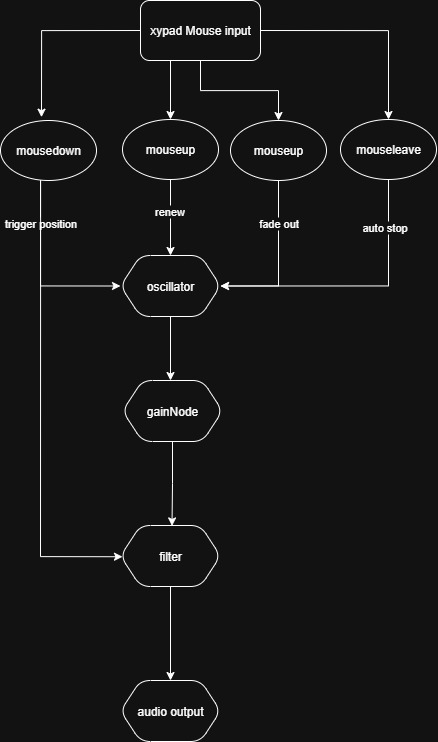 xypad Mouse input
mousedown
mouseup
mouseup
mouseleave
renew
trigger position
fade out
auto stop
oscillator
gainNode
filter
audio output